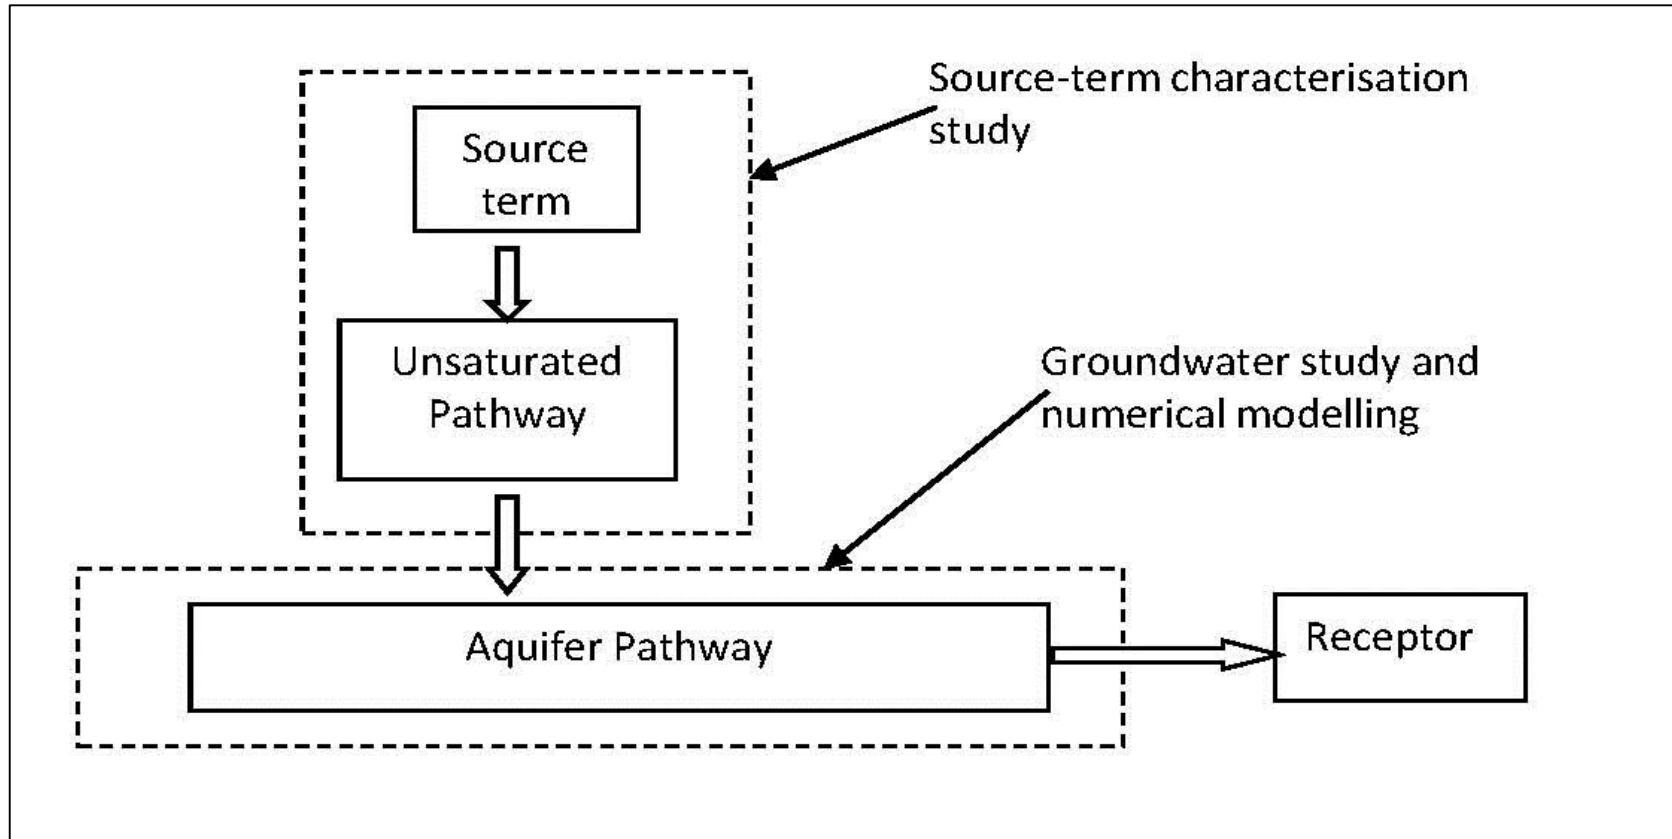 Source-term characterisation
study
Source
term
Unsaturated
Pathway
Groundwater study and
numerical modelling
Aquifer Pathway
Receptor